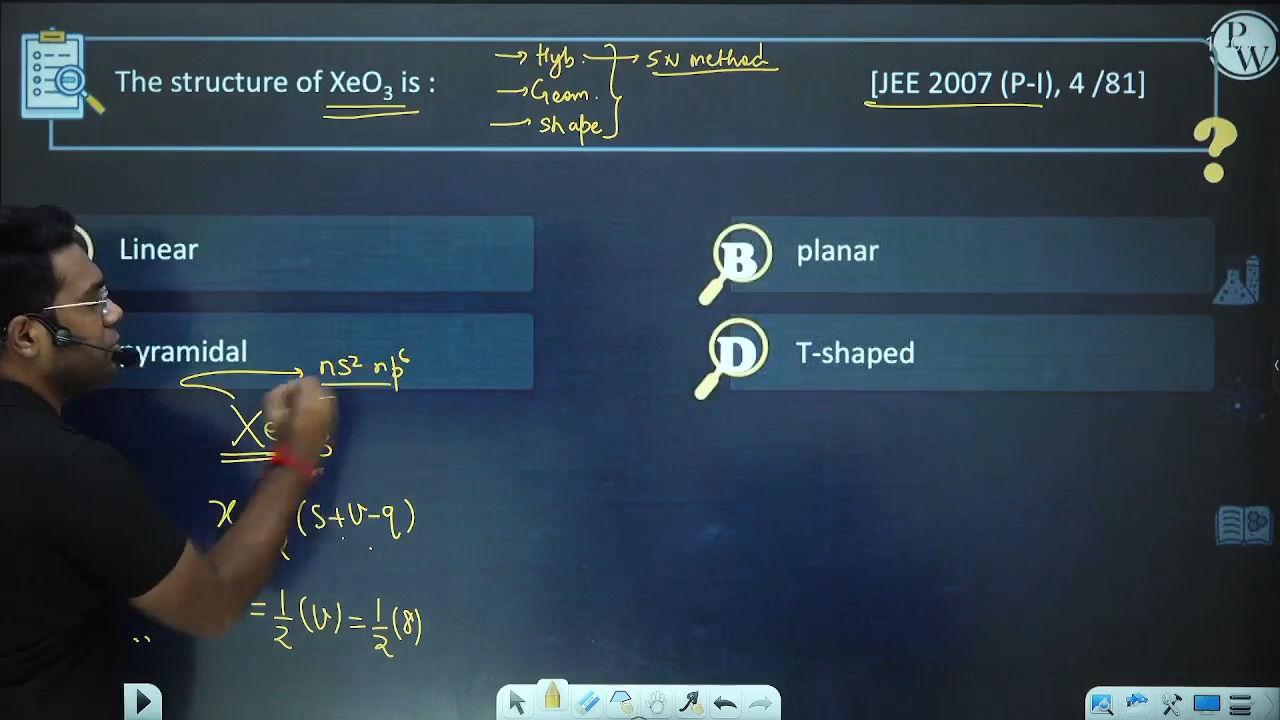 → Hyb. → SN method
The structure of XeO₃ is : → Geom. [JEE 2007 (P-I), 4 /81]
→ shape
P
W
?
Linear
B planar
pyramidal
D T-shaped
ns² np⁶
(S+V-q)
= 1/2 (V) = 1/2 (8)